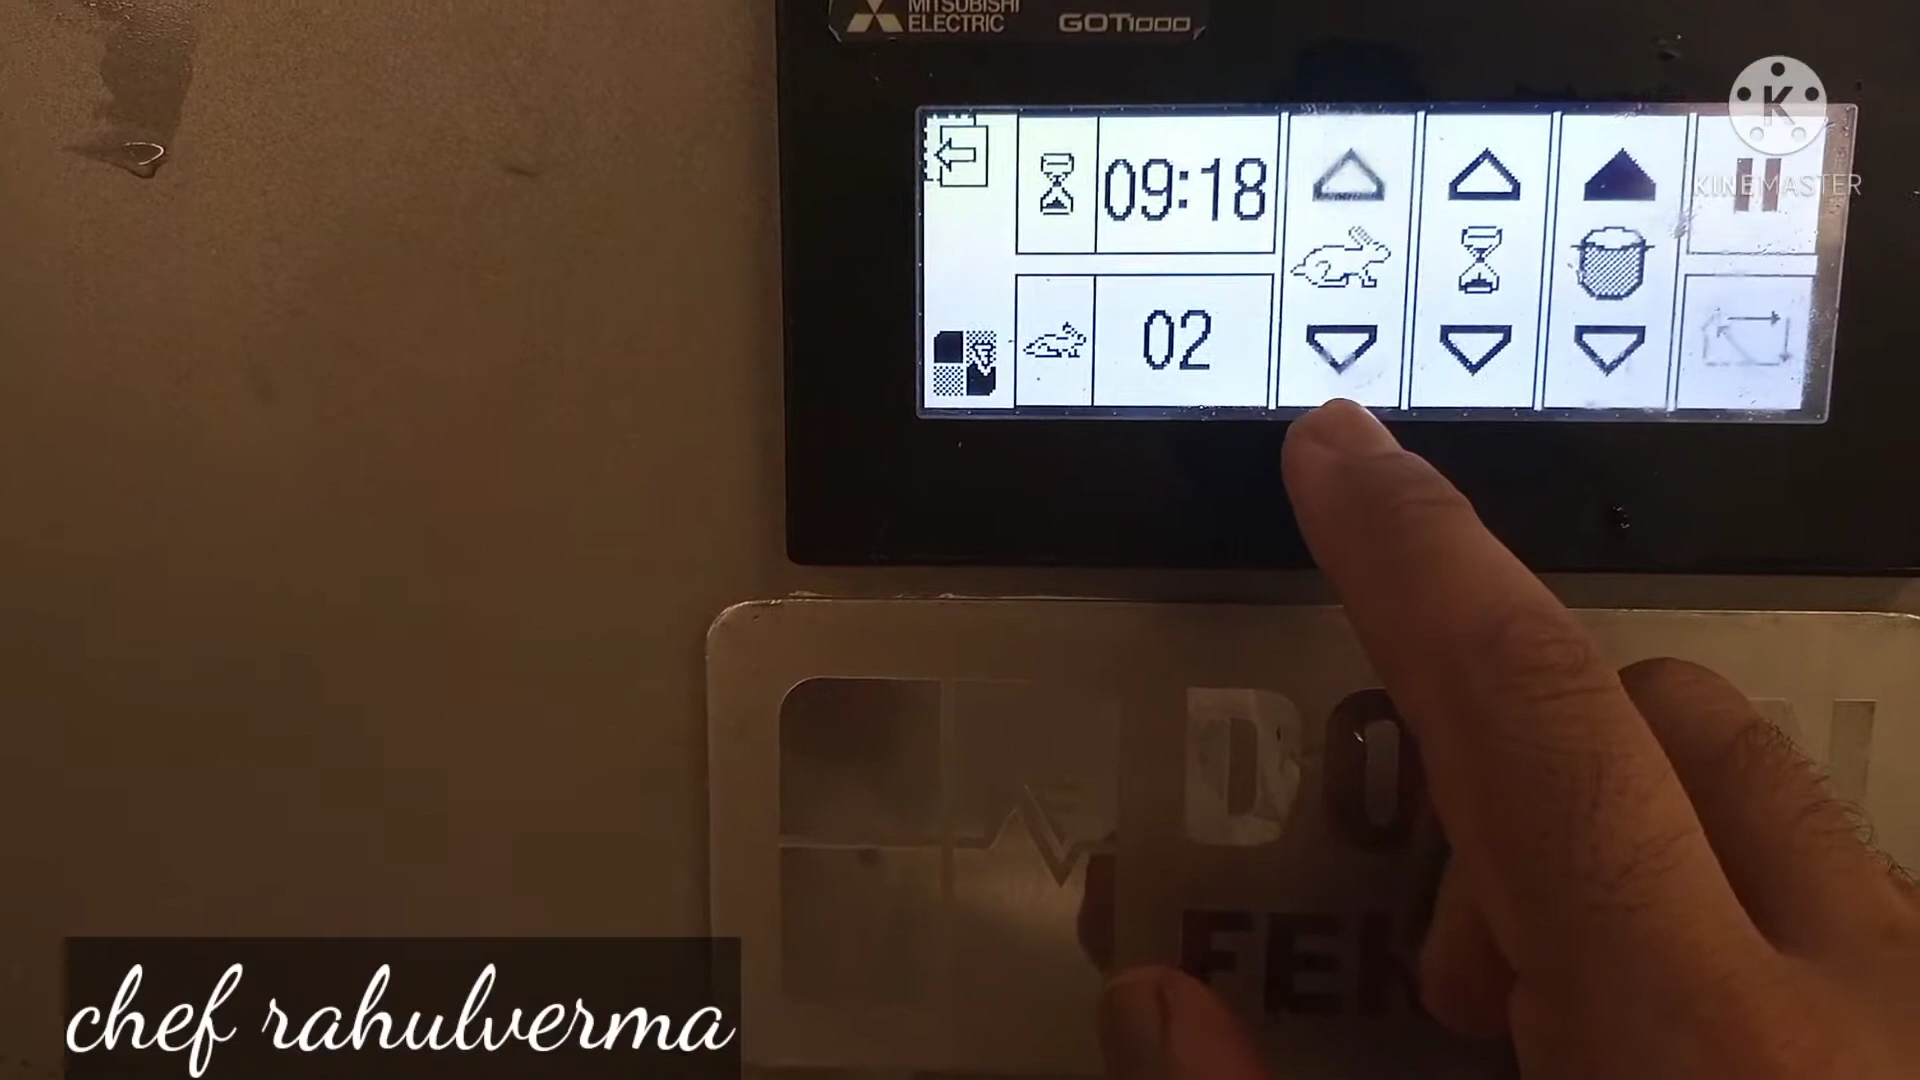 MITSUBISHI
ELECTRIC
GOT1000
KINEMASTER
09:18
02
chef rahulverma